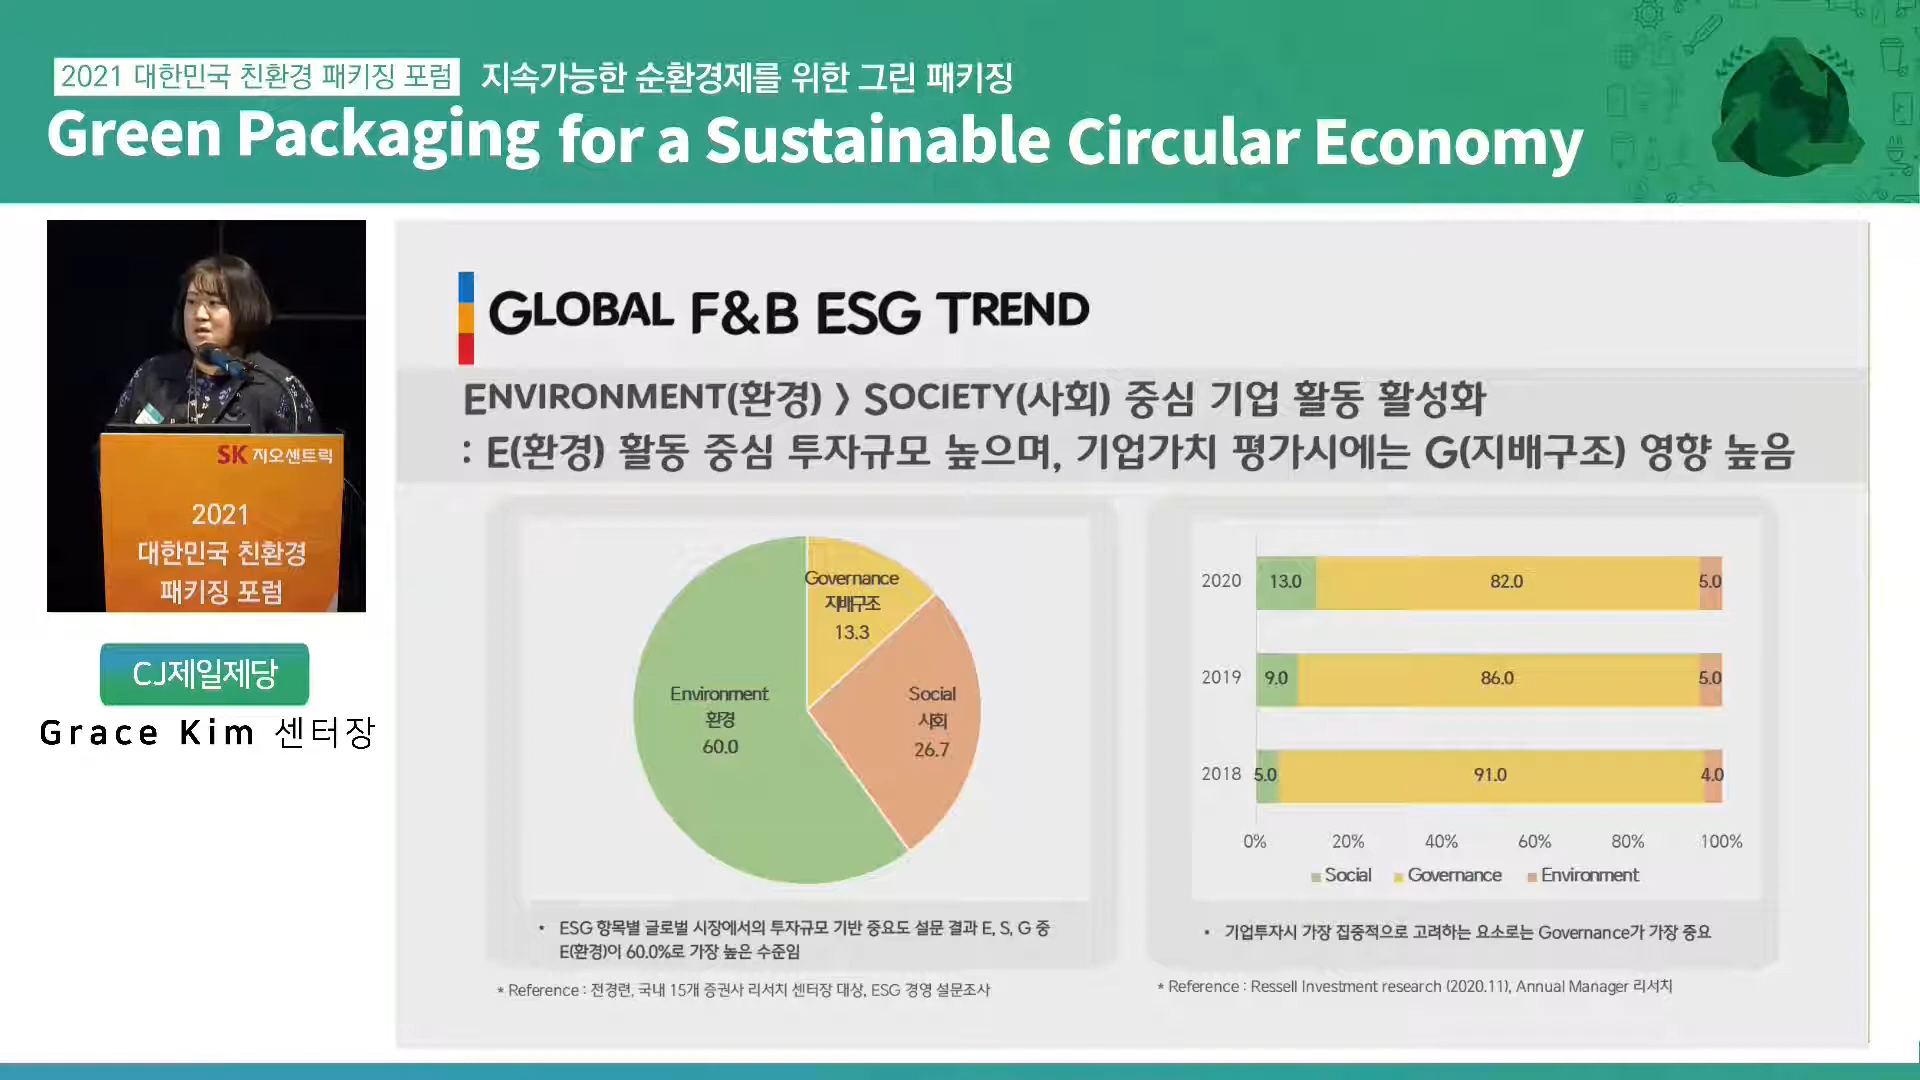 2021 대한민국 친환경 패키징 포럼 지속가능한 순환경제를 위한 그린 패키징
Green Packaging for a Sustainable Circular Economy
SK 지오센트릭
2021
대한민국 친환경
패키징 포럼
CJ제일제당
Grace Kim 센터장
GLOBAL F&B ESG TREND
ENVIRONMENT(환경) > SOCIETY(사회) 중심 기업 활동 활성화
: E(환경) 활동 중심 투자규모 높으며, 기업가치 평가시에는 G(지배구조) 영향 높음
Governance
지배구조
13.3
Environment
환경
60.0
Social
사회
26.7
• ESG 항목별 글로벌 시장에서의 투자규모 기반 중요도 설문 결과 E, S, G 중
E(환경)이 60.0%로 가장 높은 수준임
* Reference : 전경련, 국내 15개 증권사 리서치 센터장 대상, ESG 경영 설문조사
2020 13.0 82.0 5.0
2019 9.0 86.0 5.0
2018 5.0 91.0 4.0
0% 20% 40% 60% 80% 100%
Social Governance Environment
• 기업투자시 가장 집중적으로 고려하는 요소로는 Governance가 가장 중요
* Reference : Ressell Investment research (2020.11), Annual Manager 리서치